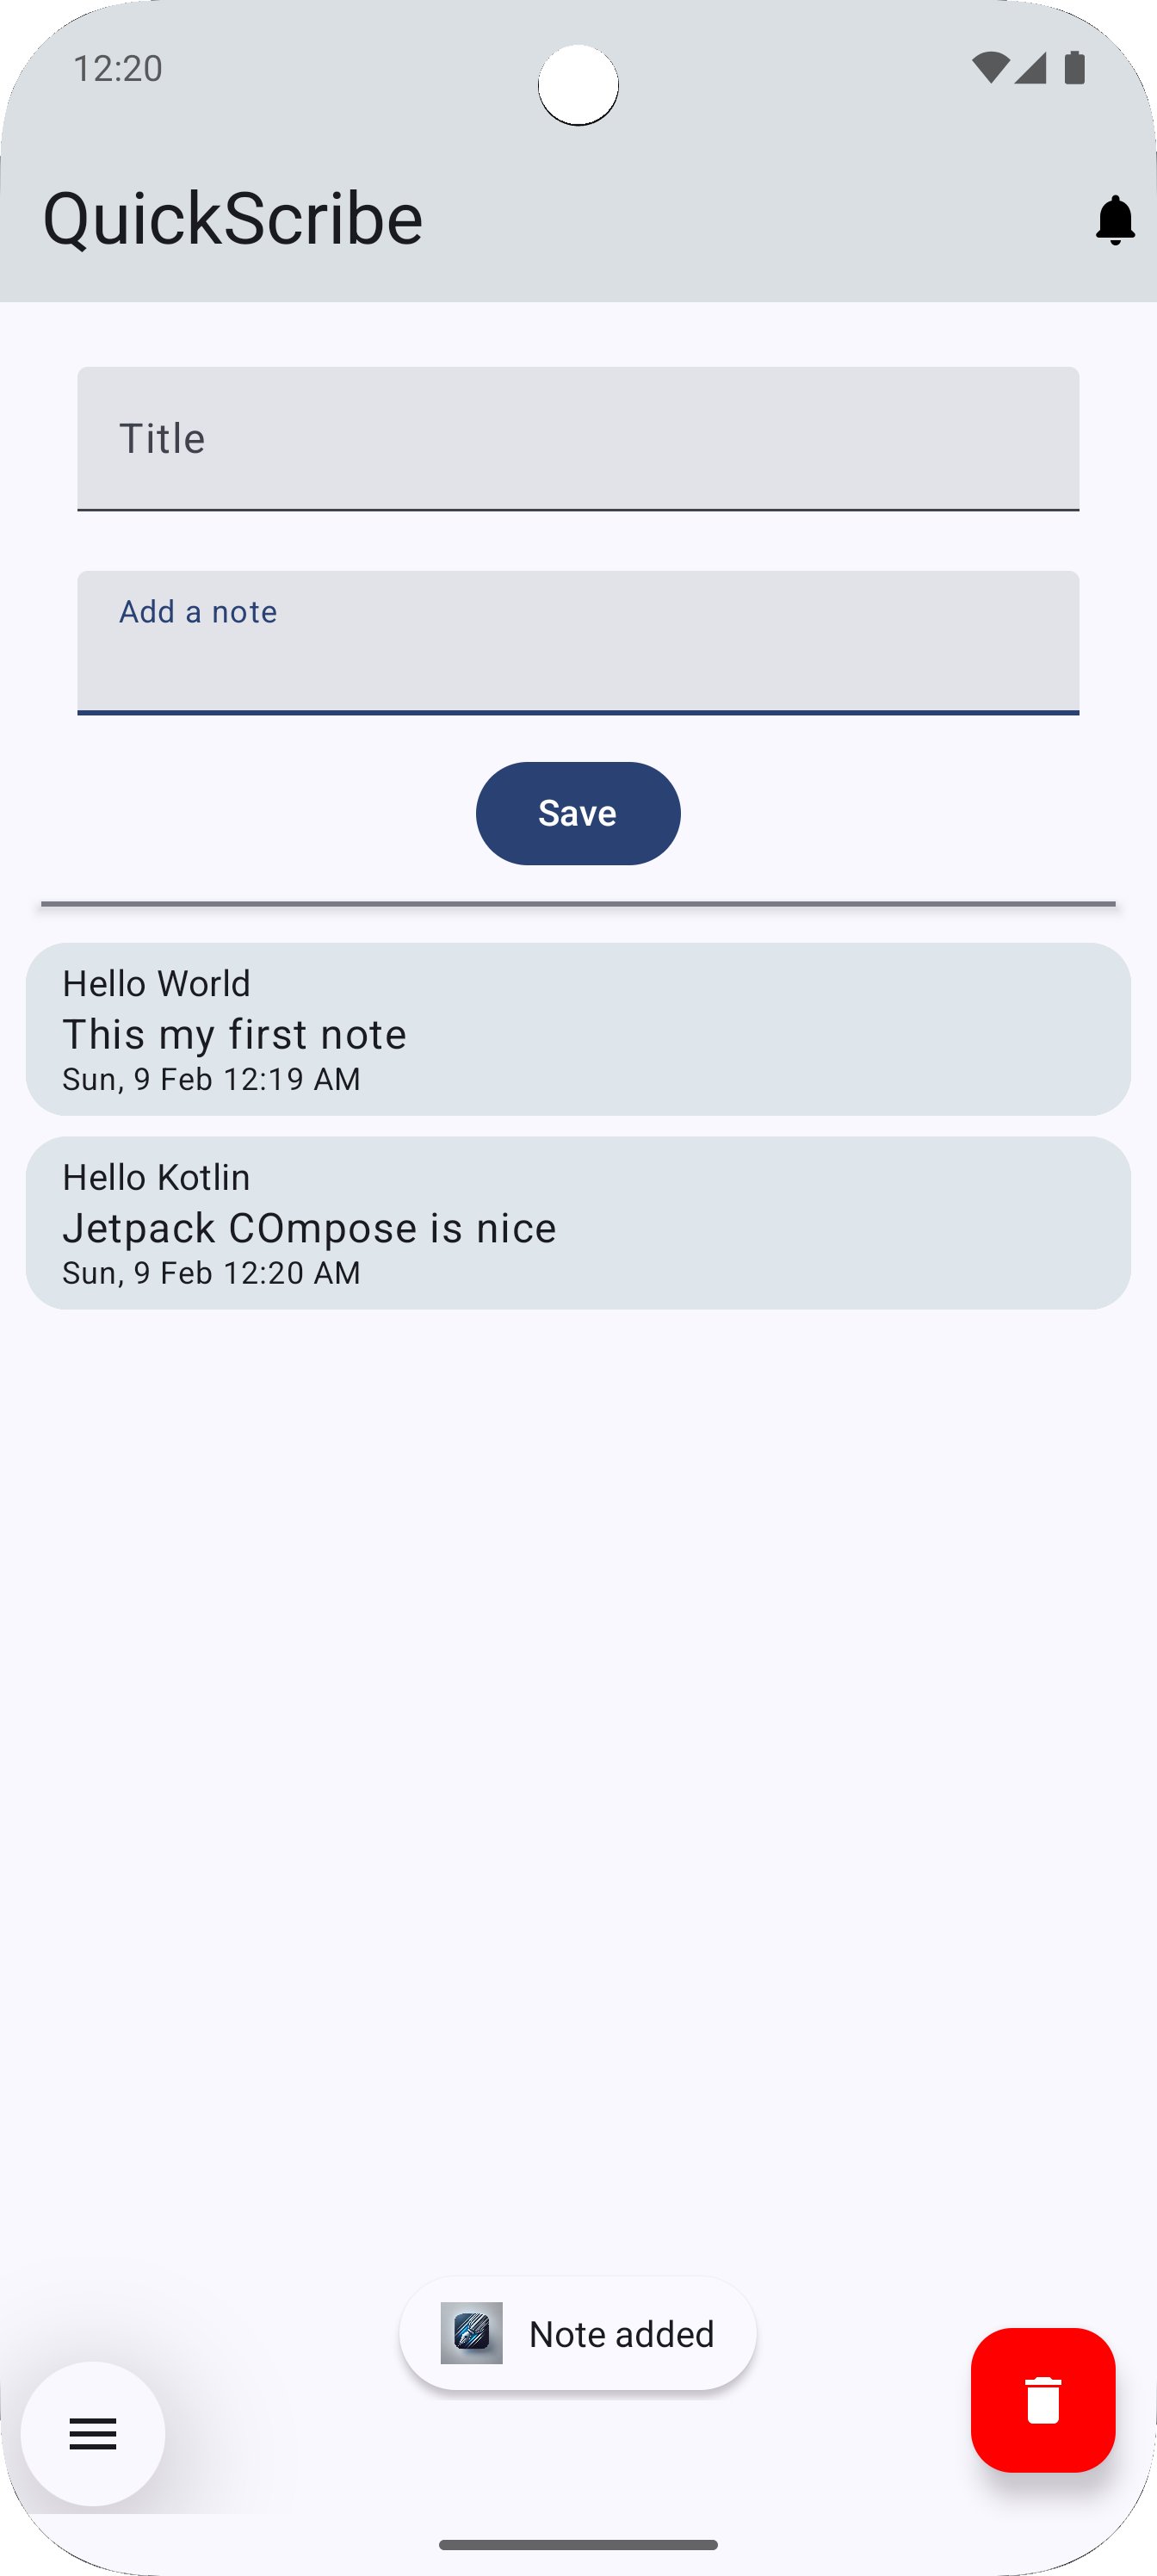 12:20
QuickScribe
Title
Add a note
Save
Hello World
This my first note
Sun, 9 Feb 12:19 AM
Hello Kotlin
Jetpack COmpose is nice
Sun, 9 Feb 12:20 AM
Note added